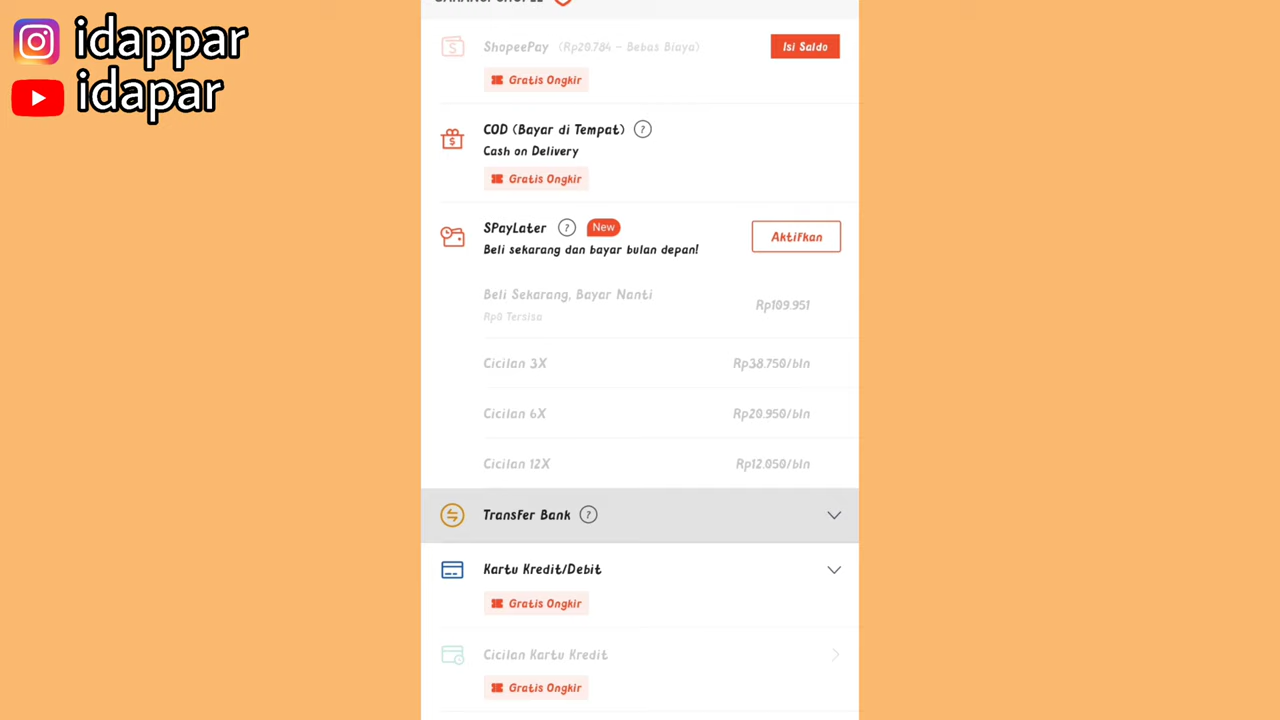 idappar
idapar
ShopeePay (Rp20.784 - Bebas Biaya)
Isi Saldo
Gratis Ongkir
COD (Bayar di Tempat) ?
Cash on Delivery
Gratis Ongkir
SPayLater ? New
Beli sekarang dan bayar bulan depan!
Aktifkan
Beli Sekarang, Bayar Nanti
Rp0 Tersisa
Rp109.951
Cicilan 3X Rp38.750/bln
Cicilan 6X Rp20.950/bln
Cicilan 12X Rp12.050/bln
Transfer Bank ?
Kartu Kredit/Debit
Gratis Ongkir
Cicilan Kartu Kredit
Gratis Ongkir